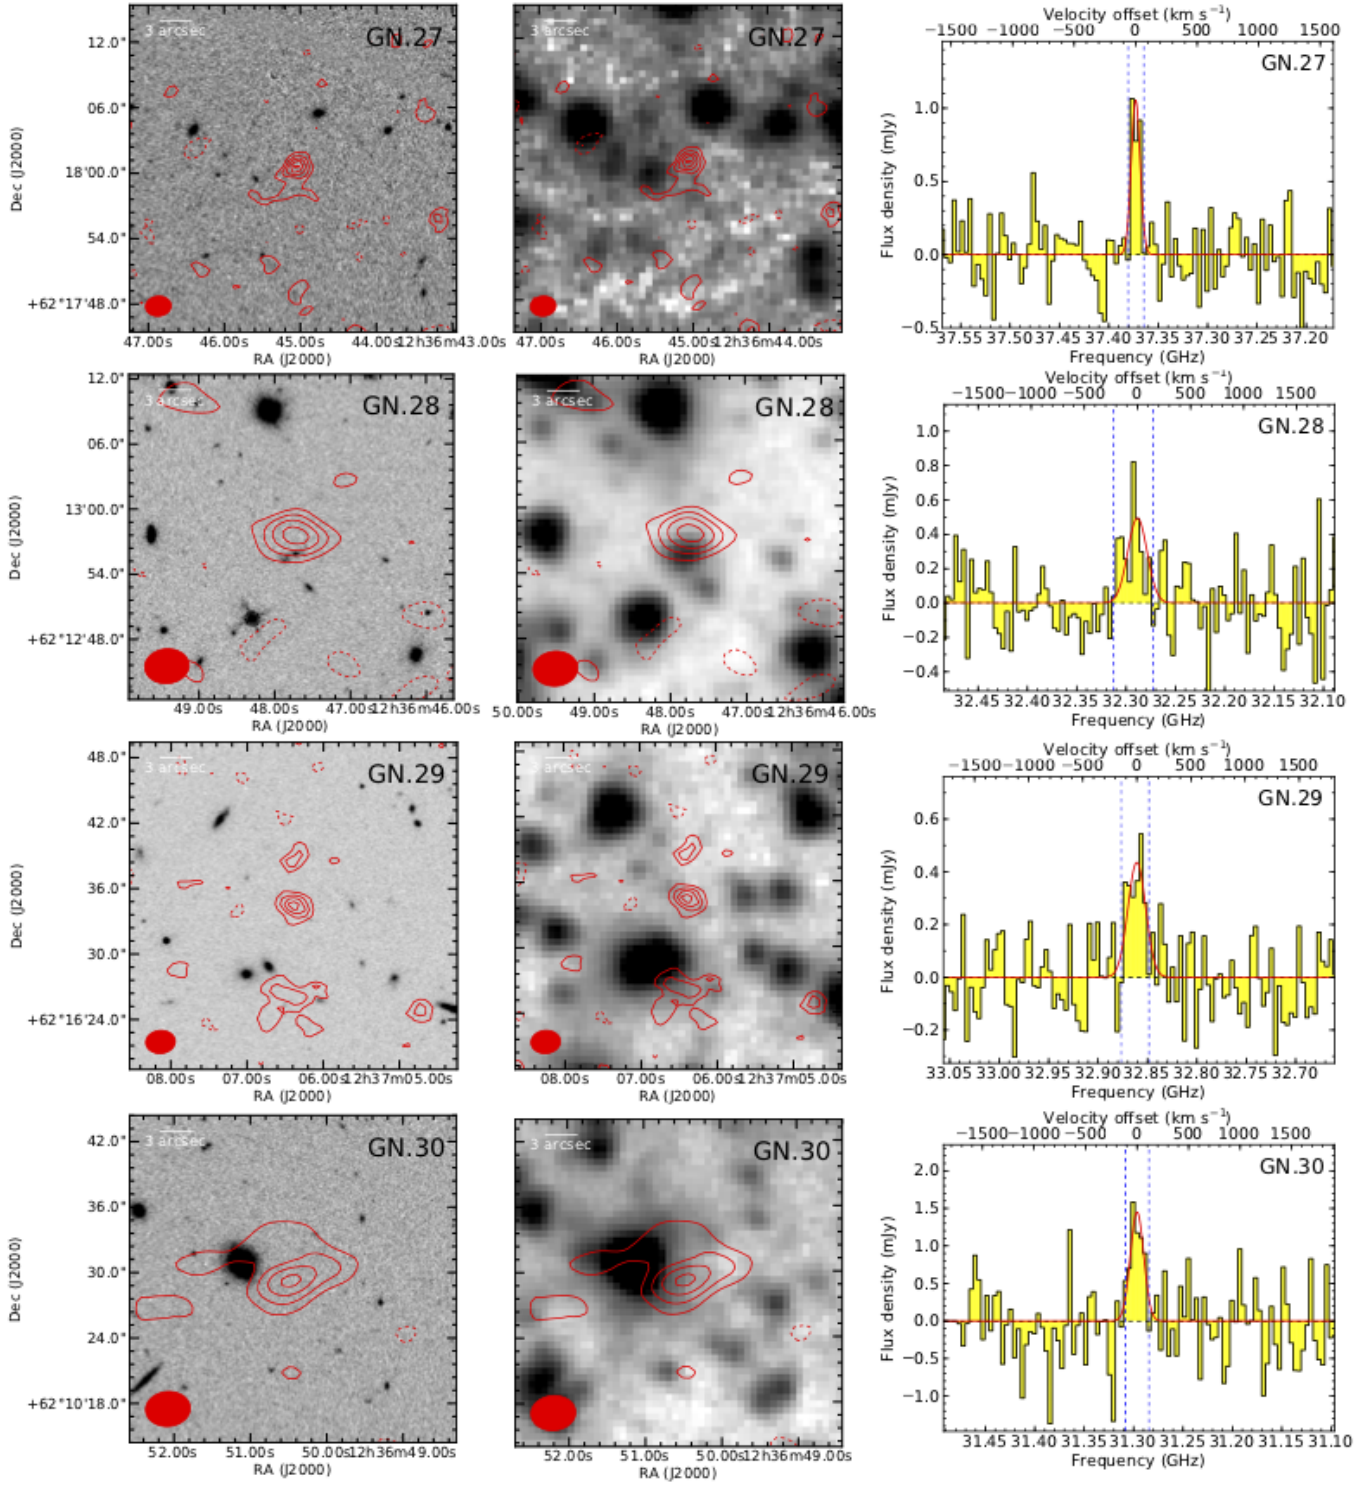 3 arcsec
GN.27
12.0"
06.0"
18'00.0"
54.0"
+62°17'48.0"
Dec (J2000)
47.00s 46.00s 45.00s 44.00s12h36m43.00s
RA (J2000)
3 arcsec
GN.27
47.00s 46.00s 45.00s12h36m44.00s
RA (J2000)
Velocity offset (km s⁻¹)
−1500 −1000 −500 0 500 1000 1500
GN.27
1.0
0.5
0.0
−0.5
Flux density (mJy)
37.55 37.50 37.45 37.40 37.35 37.30 37.25 37.20
Frequency (GHz)
3 arcsec
GN.28
12.0"
06.0"
13'00.0"
54.0"
+62°12'48.0"
Dec (J2000)
49.00s 48.00s 47.00s12h36m46.00s
RA (J2000)
3 arcsec
GN.28
50.00s 49.00s 48.00s 47.00s12h36m46.00s
RA (J2000)
Velocity offset (km s⁻¹)
−1500 −1000 −500 0 500 1000 1500
GN.28
1.0
0.8
0.6
0.4
0.2
0.0
−0.2
−0.4
Flux density (mJy)
32.45 32.40 32.35 32.30 32.25 32.20 32.15 32.10
Frequency (GHz)
3 arcsec
GN.29
48.0"
42.0"
36.0"
30.0"
+62°16'24.0"
Dec (J2000)
08.00s 07.00s 06.00s12h37m05.00s
RA (J2000)
3 arcsec
GN.29
08.00s 07.00s 06.00s12h37m05.00s
RA (J2000)
Velocity offset (km s⁻¹)
−1500 −1000 −500 0 500 1000 1500
GN.29
0.6
0.4
0.2
0.0
−0.2
Flux density (mJy)
33.05 33.00 32.95 32.90 32.85 32.80 32.75 32.70
Frequency (GHz)
3 arcsec
GN.30
42.0"
36.0"
30.0"
24.0"
+62°10'18.0"
Dec (J2000)
52.00s 51.00s 50.00s12h36m49.00s
RA (J2000)
3 arcsec
GN.30
52.00s 51.00s 50.00s12h36m49.00s
RA (J2000)
Velocity offset (km s⁻¹)
−1500 −1000 −500 0 500 1000 1500
GN.30
2.0
1.5
1.0
0.5
0.0
−0.5
−1.0
Flux density (mJy)
31.45 31.40 31.35 31.30 31.25 31.20 31.15 31.10
Frequency (GHz)